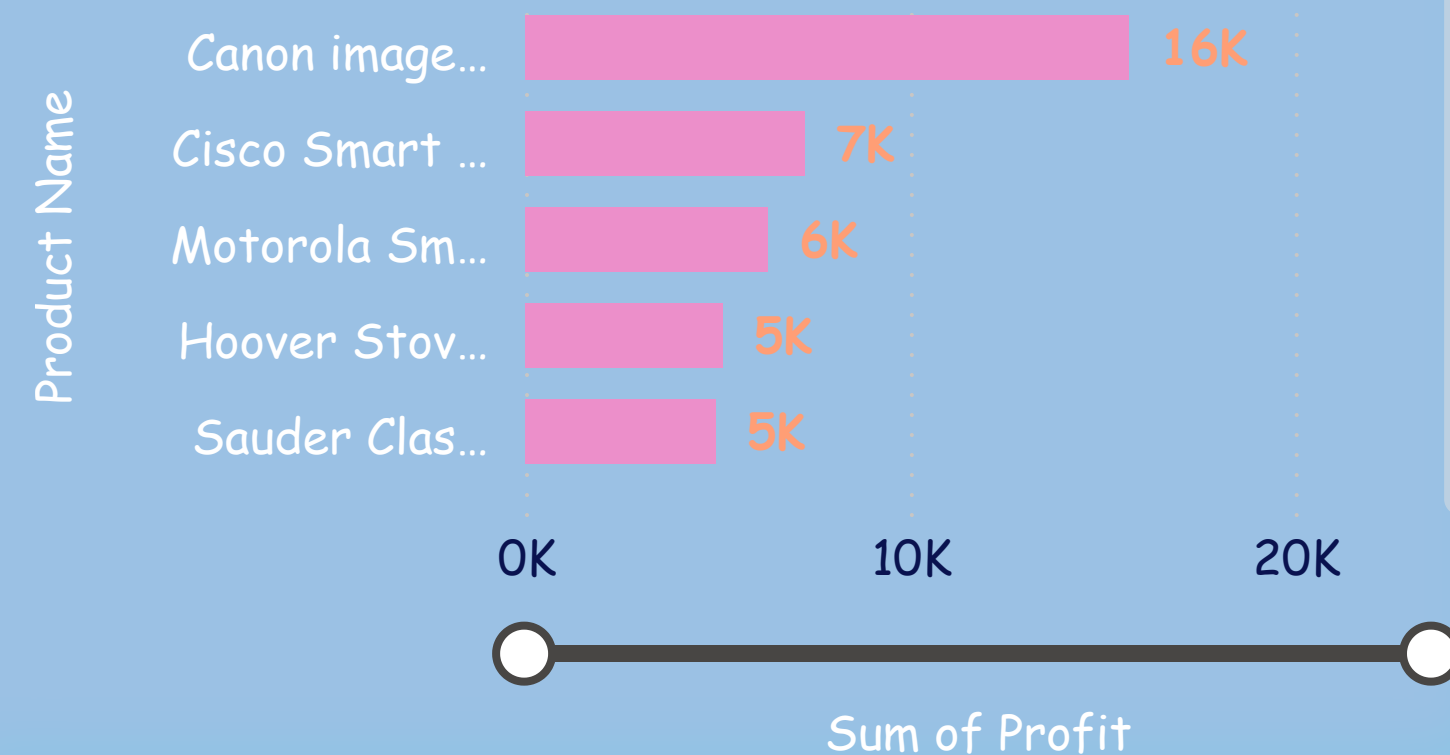 Product Name
Canon image... 16K
Cisco Smart ... 7K
Motorola Sm... 6K
Hoover Stov... 5K
Sauder Clas... 5K
0K 10K 20K
Sum of Profit